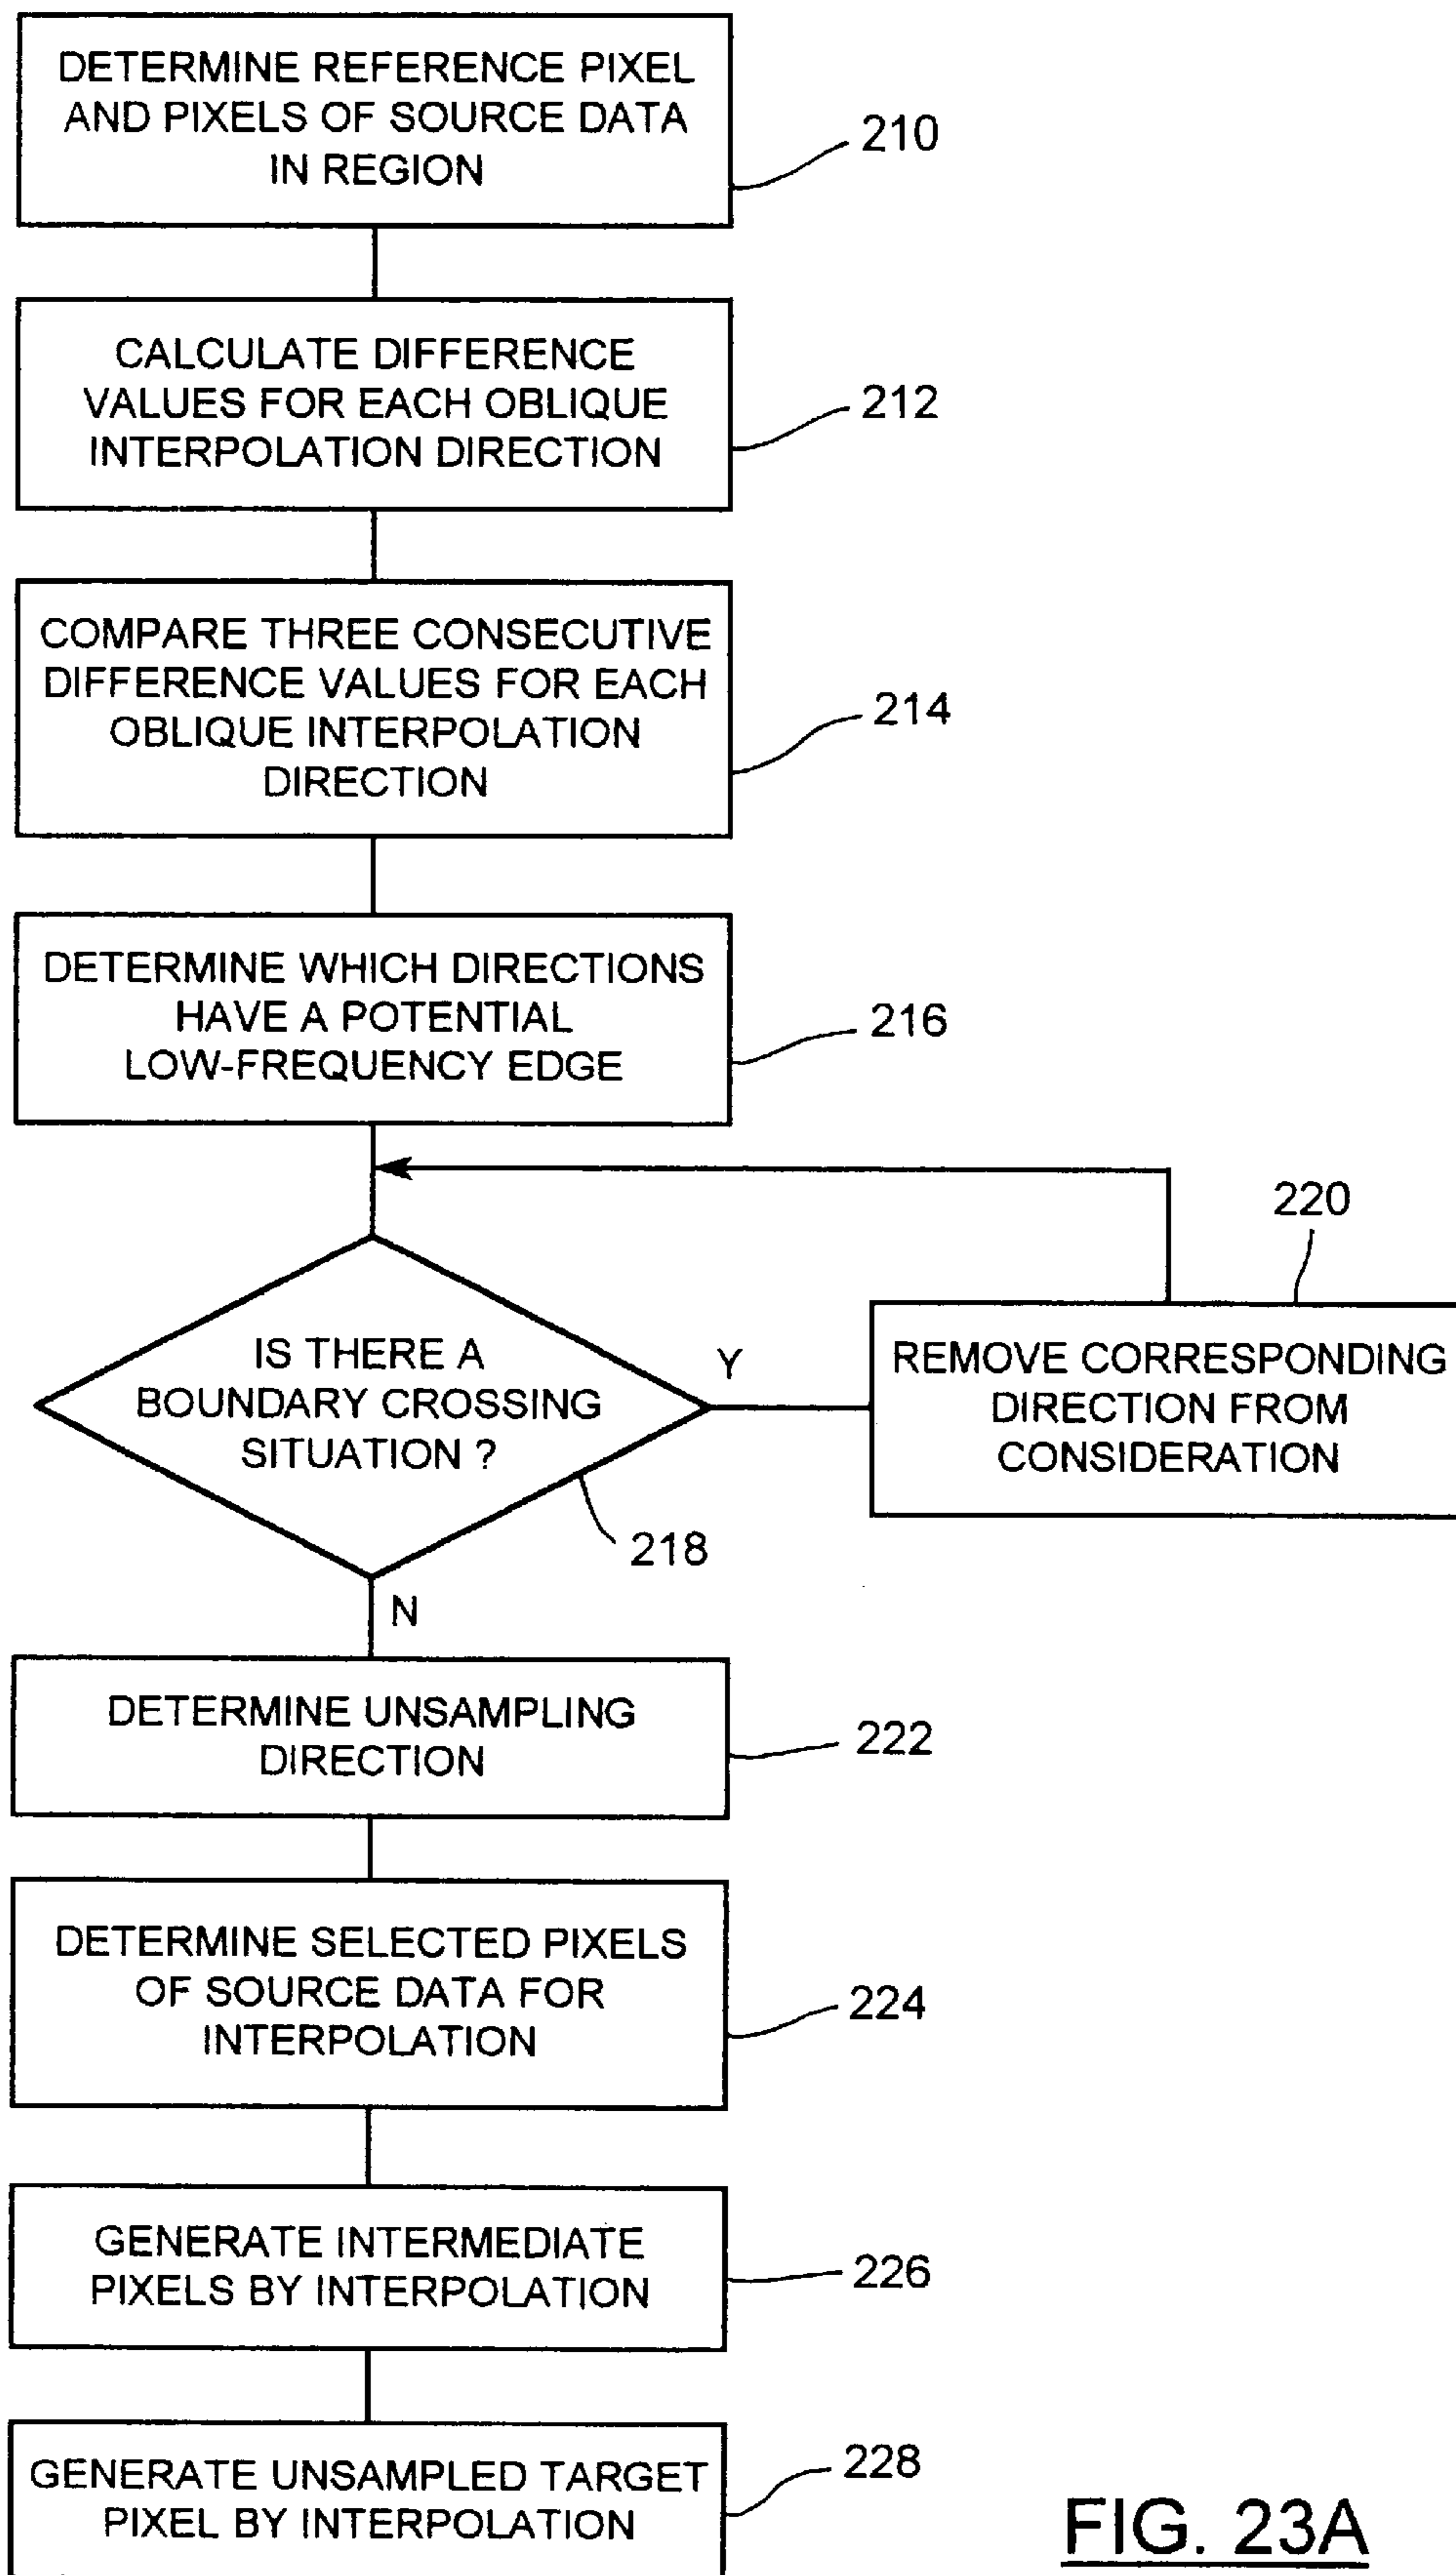 DETERMINE REFERENCE PIXEL
AND PIXELS OF SOURCE DATA
IN REGION
210
CALCULATE DIFFERENCE
VALUES FOR EACH OBLIQUE
INTERPOLATION DIRECTION
212
COMPARE THREE CONSECUTIVE
DIFFERENCE VALUES FOR EACH
OBLIQUE INTERPOLATION
DIRECTION
214
DETERMINE WHICH DIRECTIONS
HAVE A POTENTIAL
LOW-FREQUENCY EDGE
216
IS THERE A
BOUNDARY CROSSING
SITUATION ?
218
Y
220
REMOVE CORRESPONDING
DIRECTION FROM
CONSIDERATION
N
DETERMINE UNSAMPLING
DIRECTION
222
DETERMINE SELECTED PIXELS
OF SOURCE DATA FOR
INTERPOLATION
224
GENERATE INTERMEDIATE
PIXELS BY INTERPOLATION
226
GENERATE UNSAMPLED TARGET
PIXEL BY INTERPOLATION
228
FIG. 23A